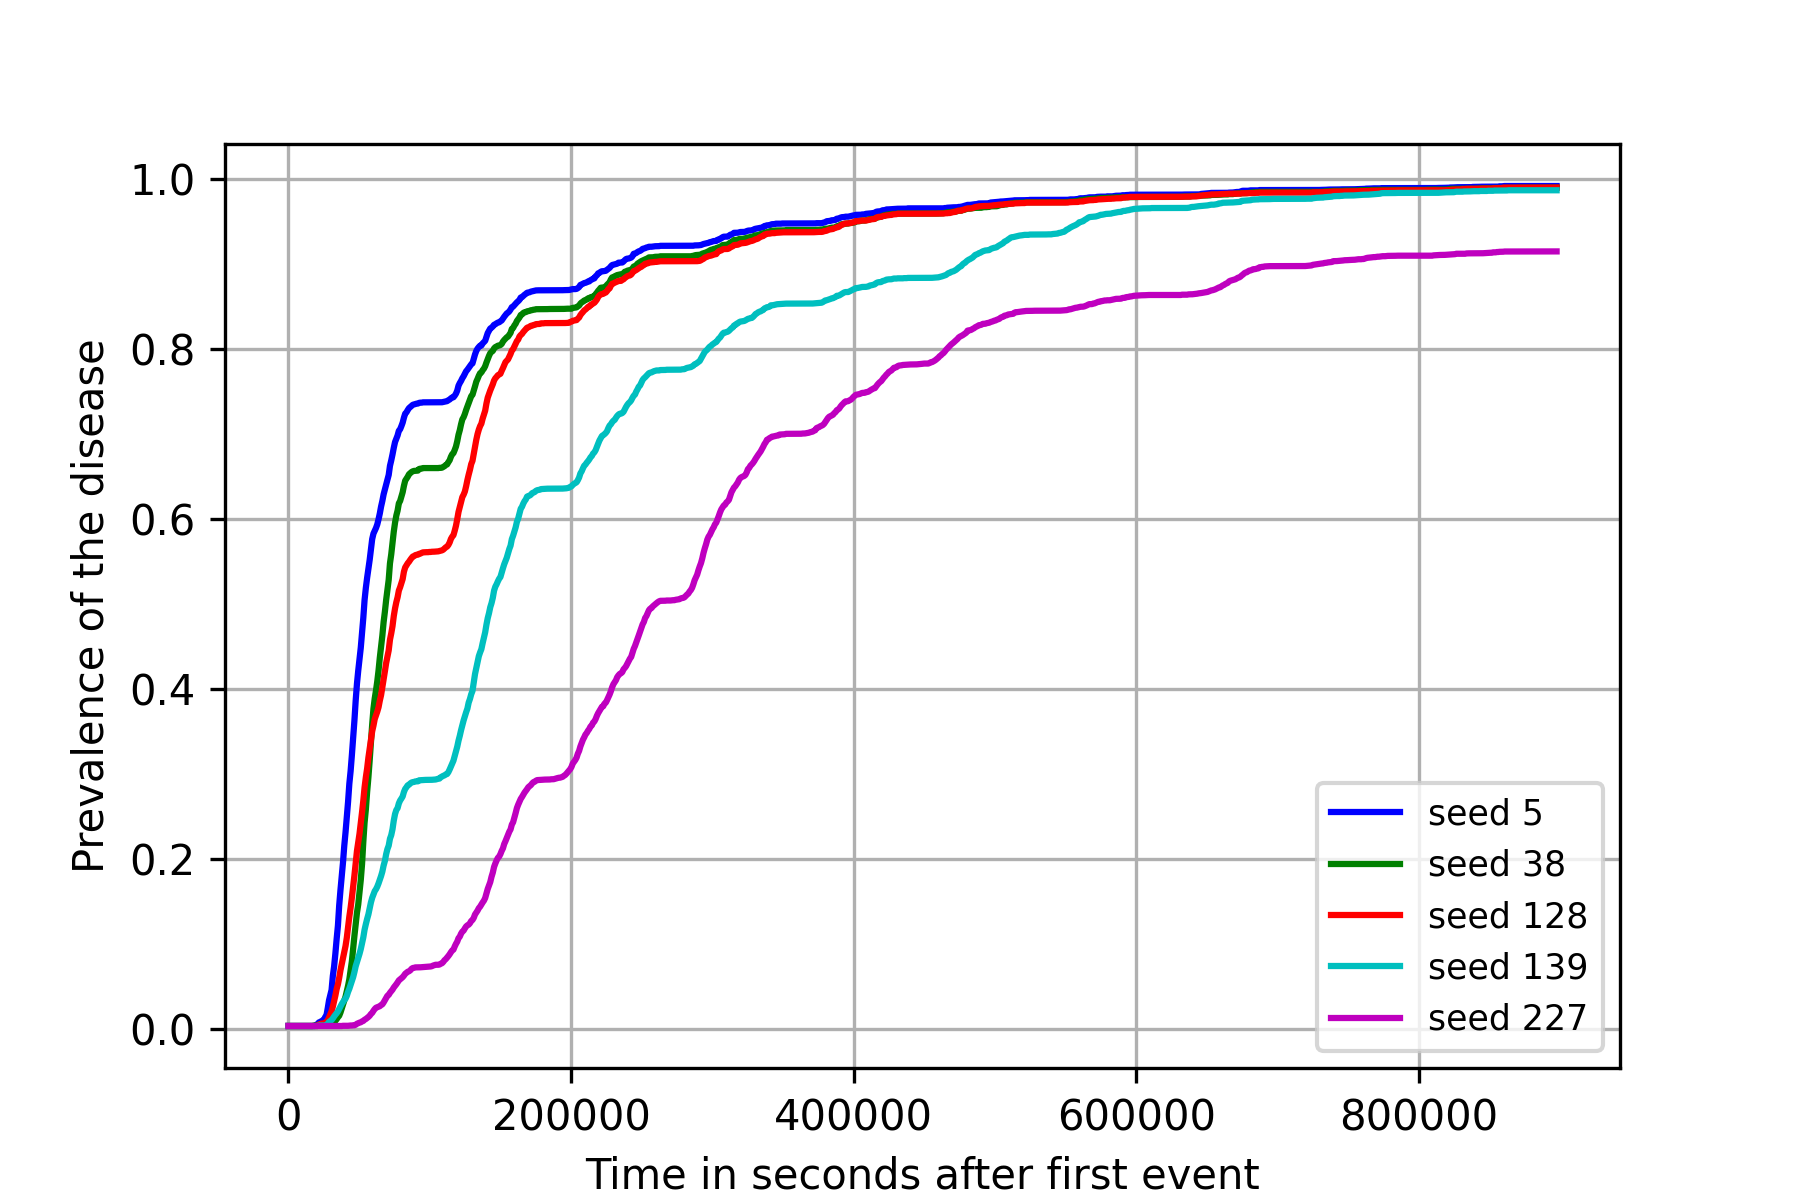 1.0
0.8
0.6
0.4
0.2
0.0
Prevalence of the disease
0 200000 400000 600000 800000
Time in seconds after first event
seed 5
seed 38
seed 128
seed 139
seed 227